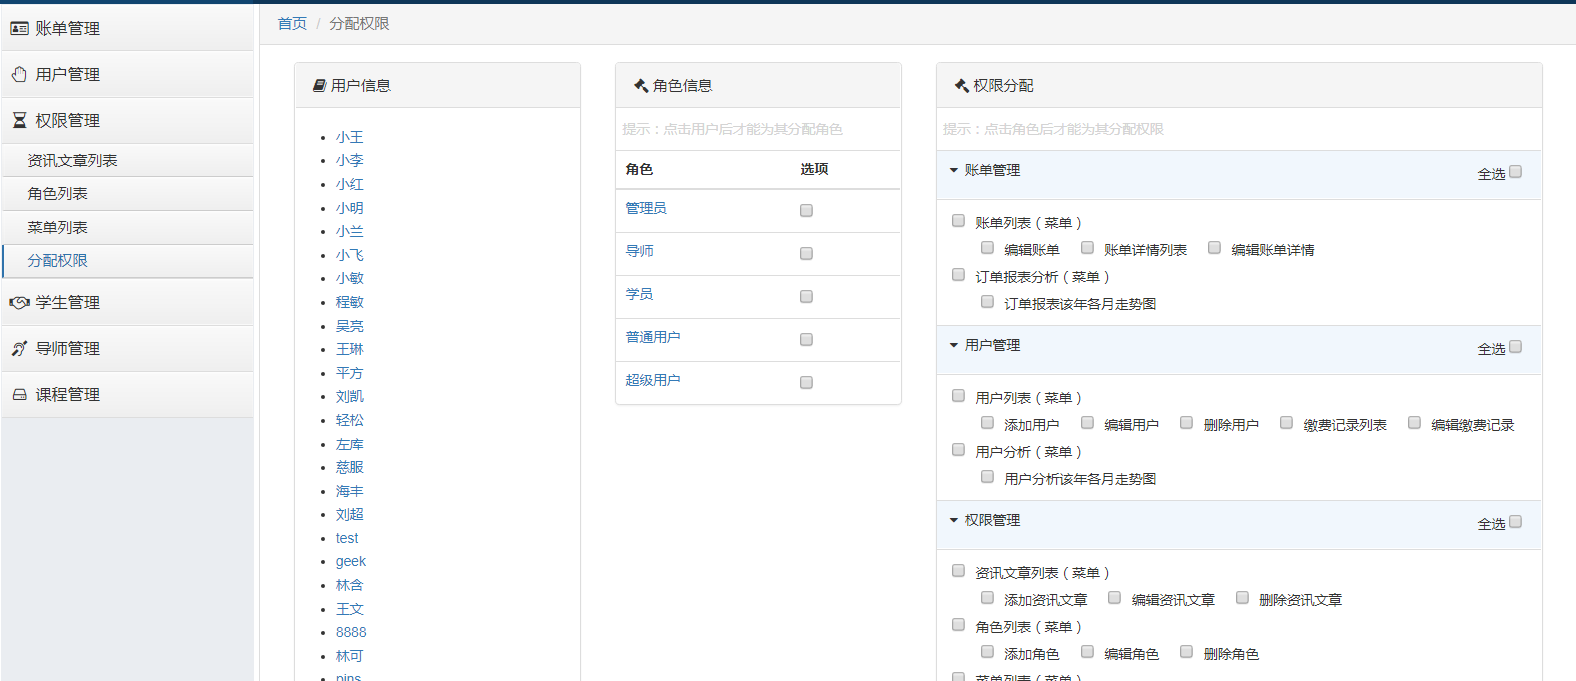 账单管理
用户管理
权限管理
资讯文章列表
角色列表
菜单列表
分配权限
学生管理
导师管理
课程管理
首页 / 分配权限
用户信息
小王
小李
小红
小明
小兰
小飞
小敏
程敏
吴亮
王琳
平方
刘凯
轻松
左库
慈服
海丰
刘超
test
geek
林含
王文
8888
林可
pins
角色信息
提示：点击用户后才能为其分配角色
角色 选项
管理员
导师
学员
普通用户
超级用户
权限分配
提示：点击角色后才能为其分配权限
账单管理 全选
账单列表（菜单）
编辑账单 账单详情列表 编辑账单详情
订单报表分析（菜单）
订单报表该年各月走势图
用户管理 全选
用户列表（菜单）
添加用户 编辑用户 删除用户 缴费记录列表 编辑缴费记录
用户分析（菜单）
用户分析该年各月走势图
权限管理 全选
资讯文章列表（菜单）
添加资讯文章 编辑资讯文章 删除资讯文章
角色列表（菜单）
添加角色 编辑角色 删除角色
菜单列表（菜单）